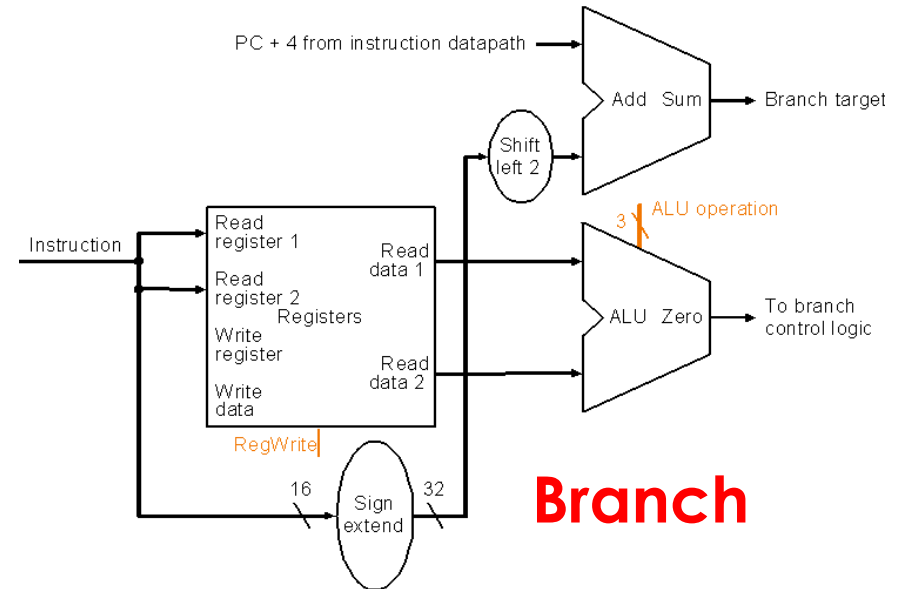 PC + 4 from instruction datapath
Add Sum
Branch target
Shift
left 2
ALU operation
3
Instruction
Read
register 1
Read
data 1
Read
register 2
Registers
Write
register
Read
data 2
Write
data
ALU Zero
To branch
control logic
RegWrite
16
Sign
extend
32
Branch